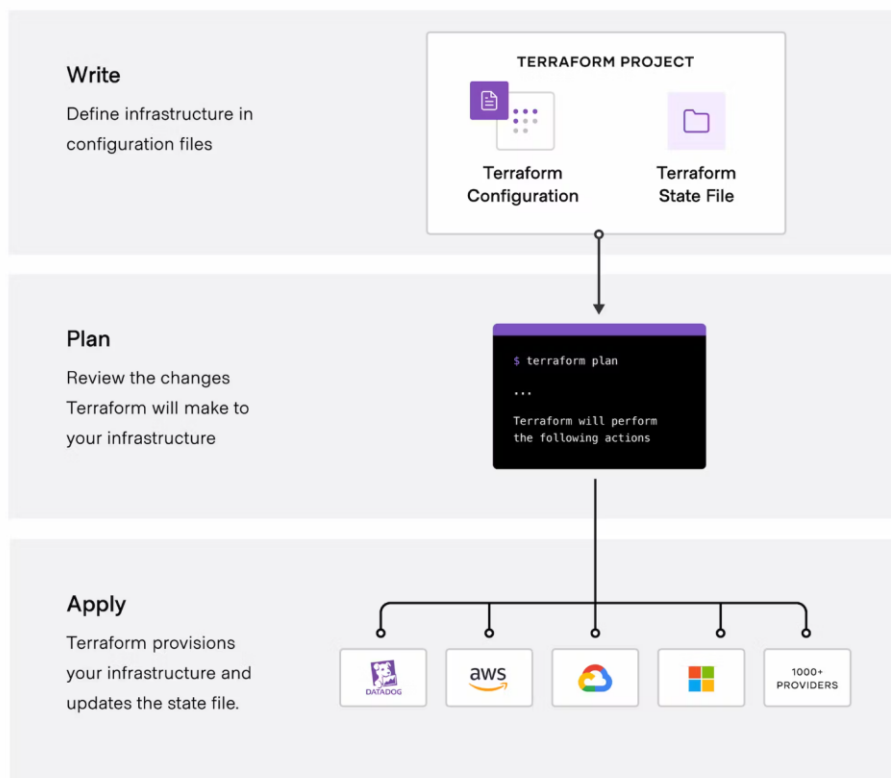 Write
Define infrastructure in
configuration files
TERRAFORM PROJECT
Terraform
Configuration
Terraform
State File
Plan
Review the changes
Terraform will make to
your infrastructure
$ terraform plan
...
Terraform will perform
the following actions
Apply
Terraform provisions
your infrastructure and
updates the state file.
DATADOG
aws
1000+
PROVIDERS